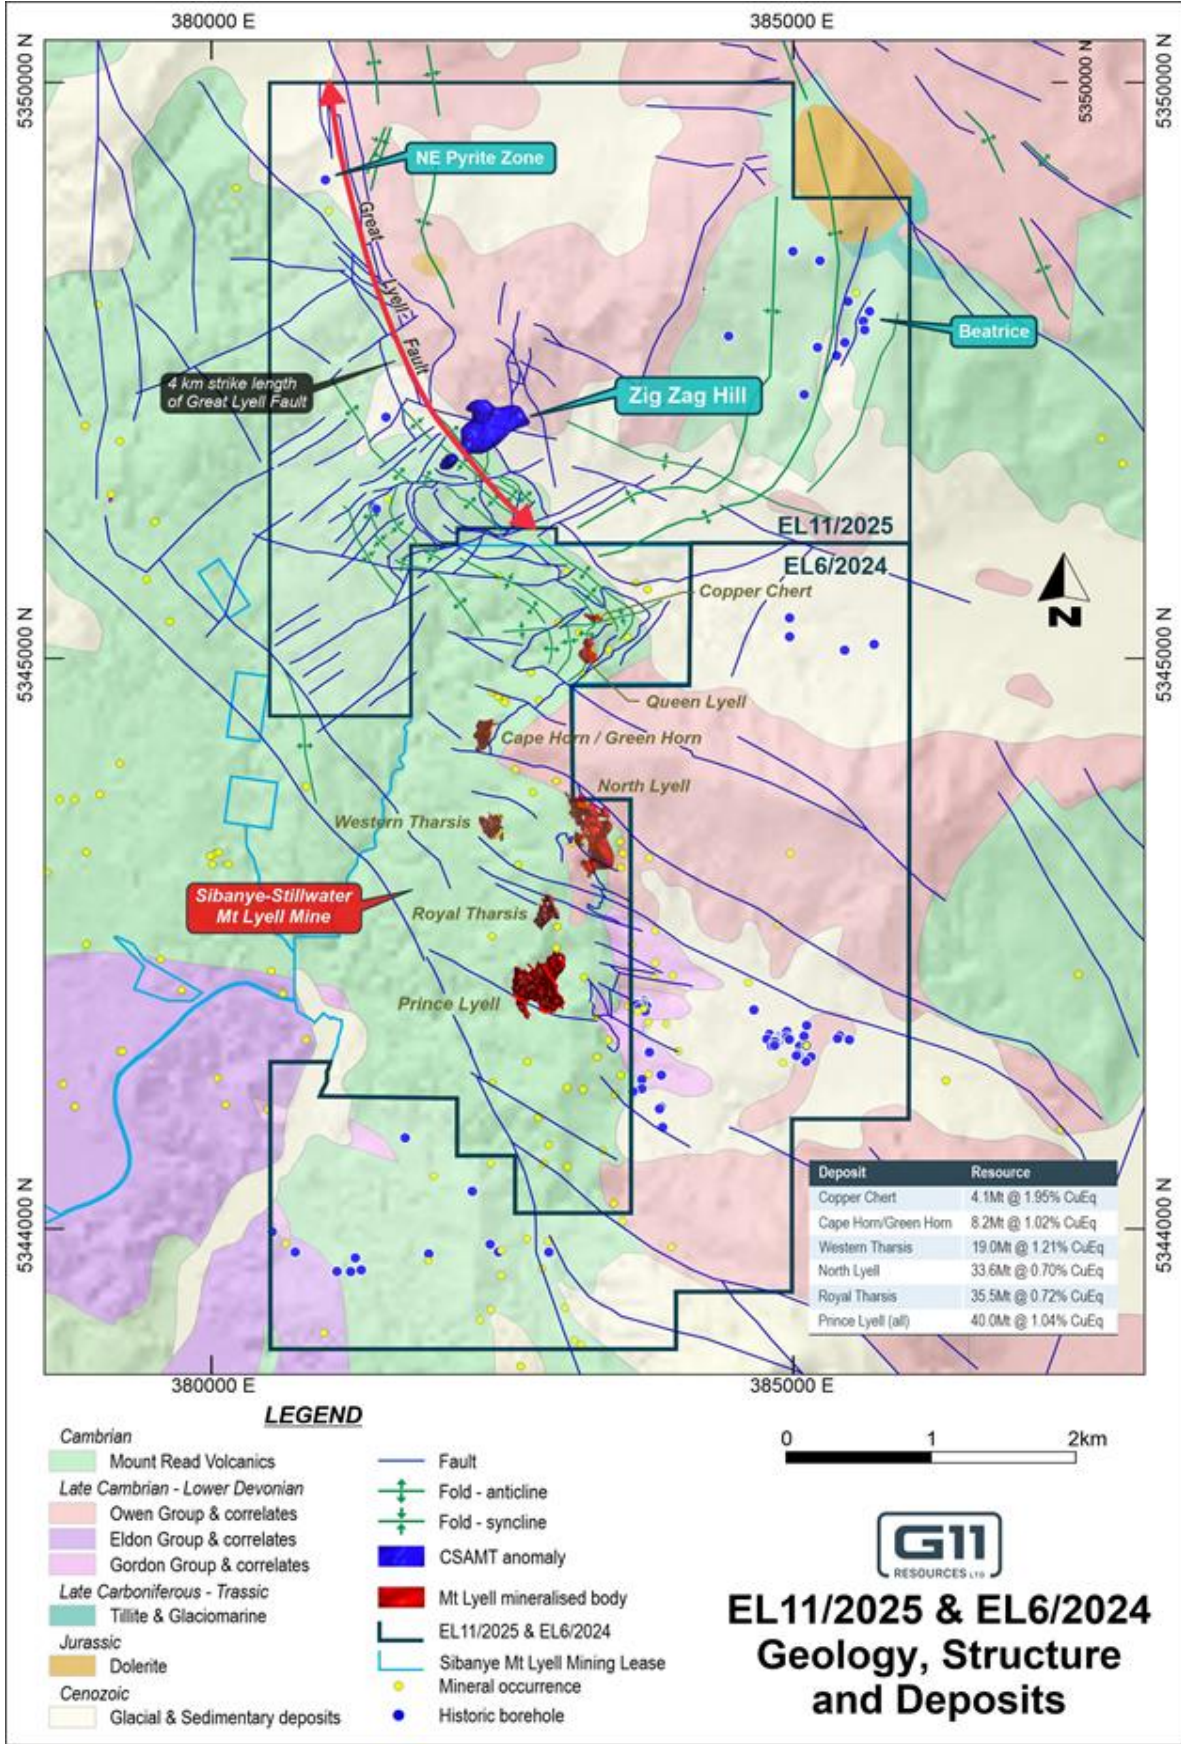 380000 E
385000 E
5350000 N
5350000 N
5350000 N
NE Pyrite Zone
Great
Lyell
Fault
Beatrice
4 km strike length
of Great Lyell Fault
Zig Zag Hill
EL11/2025
EL6/2024
Copper Chert
N
5345000 N
5345000 N
Queen Lyell
Cape Horn / Green Horn
North Lyell
Western Tharsis
Sibanye-Stillwater
Mt Lyell Mine
Royal Tharsis
Prince Lyell
Deposit Resource
Copper Chert 4.1Mt @ 1.95% CuEq
Cape Horn/Green Horn 8.2Mt @ 1.02% CuEq
Western Tharsis 19.0Mt @ 1.21% CuEq
North Lyell 33.6Mt @ 0.70% CuEq
Royal Tharsis 35.5Mt @ 0.72% CuEq
Prince Lyell (all) 40.0Mt @ 1.04% CuEq
5344000 N
5344000 N
380000 E
385000 E
LEGEND
Cambrian
Mount Read Volcanics
Late Cambrian - Lower Devonian
Owen Group & correlates
Eldon Group & correlates
Gordon Group & correlates
Late Carboniferous - Trassic
Tillite & Glaciomarine
Jurassic
Dolerite
Cenozoic
Glacial & Sedimentary deposits
Fault
Fold - anticline
Fold - syncline
CSAMT anomaly
Mt Lyell mineralised body
EL11/2025 & EL6/2024
Sibanye Mt Lyell Mining Lease
Mineral occurrence
Historic borehole
0 1 2km
G11
RESOURCES LTD
EL11/2025 & EL6/2024
Geology, Structure
and Deposits